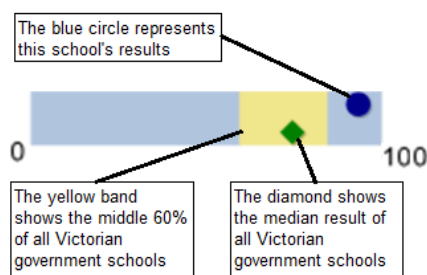 The blue circle represents
this school's results
0
100
The yellow band
shows the middle 60%
of all Victorian
government schools
The diamond shows
the median result of
all Victorian
government schools